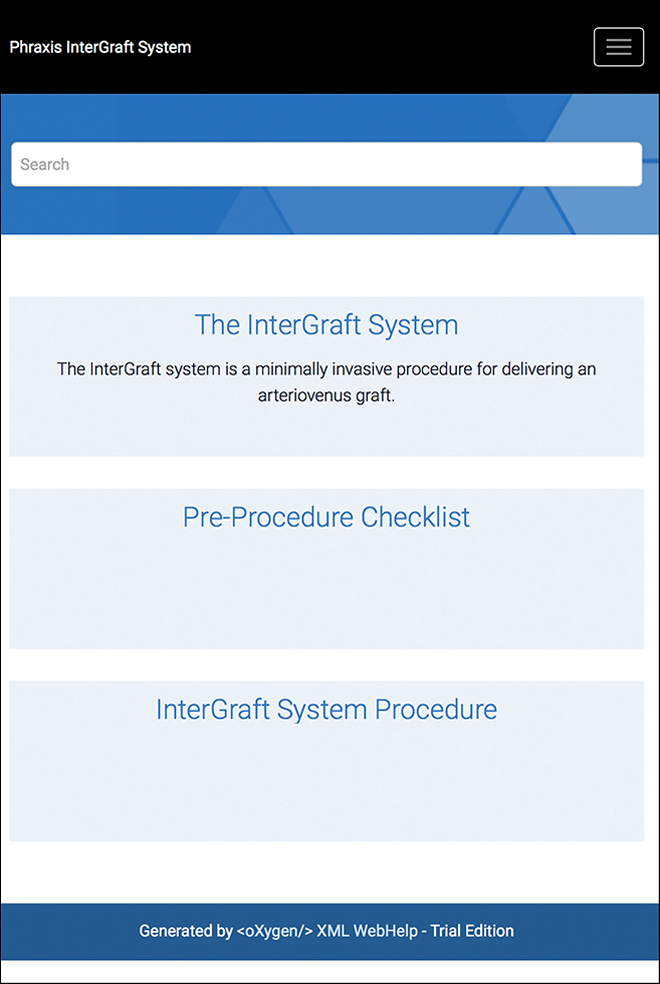 Phraxis InterGraft System
Search
The InterGraft System
The InterGraft system is a minimally invasive procedure for delivering an
arteriovenus graft.
Pre-Procedure Checklist
InterGraft System Procedure
Generated by <oXygen/> XML WebHelp - Trial Edition